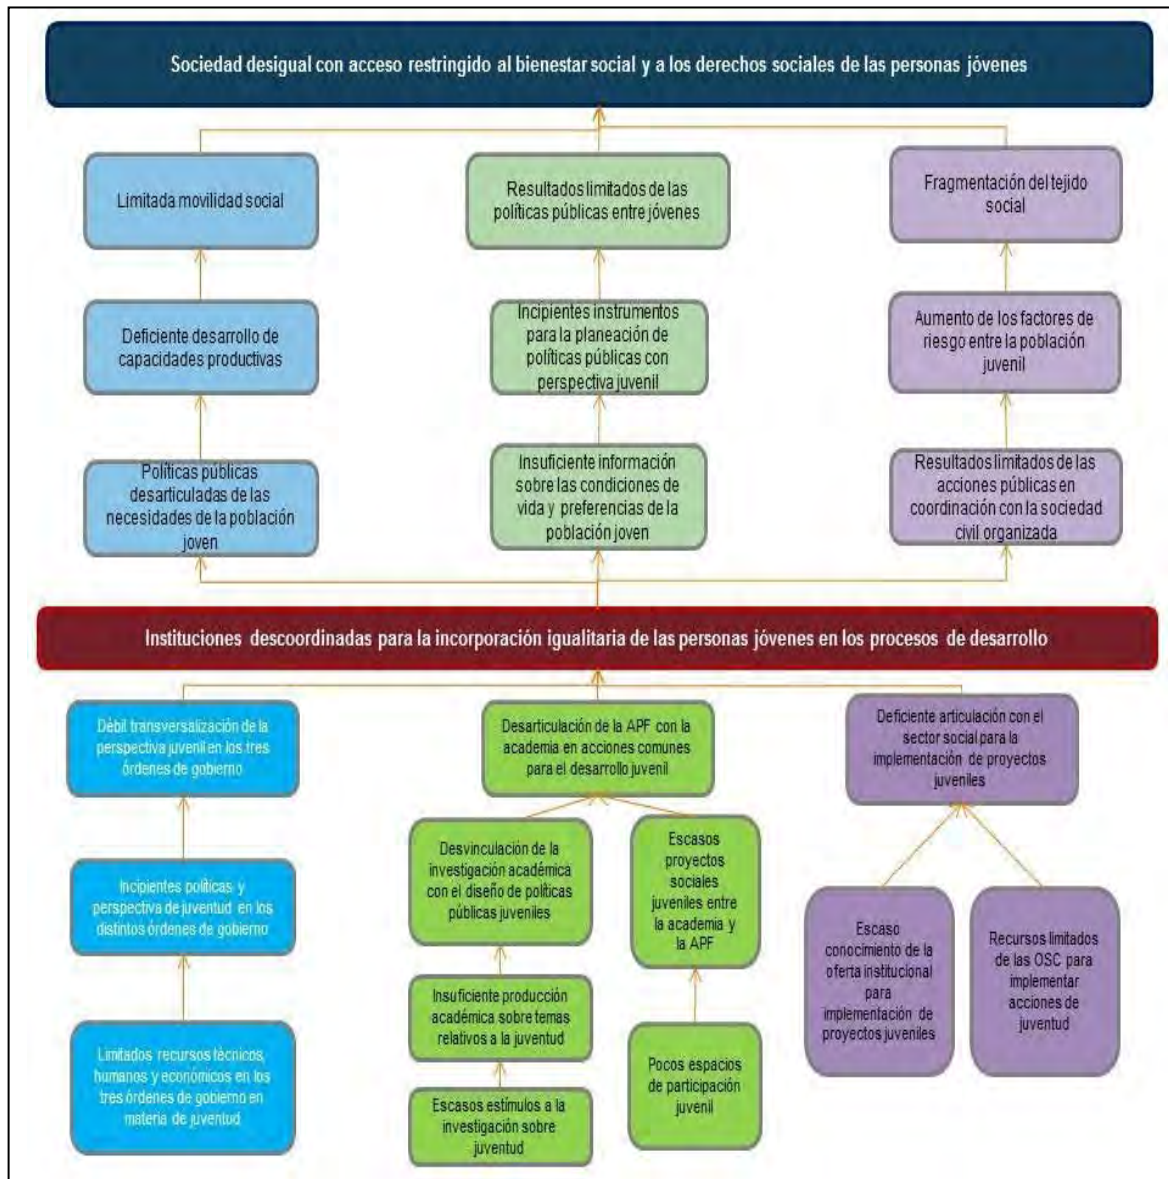 Sociedad desigual con acceso restringido al bienestar social y a los derechos sociales de las personas jóvenes
Limitada movilidad social
Resultados limitados de las
políticas públicas entre jóvenes
Fragmentación del tejido
social
Deficiente desarrollo de
capacidades productivas
Incipientes instrumentos
para la planeación de
políticas públicas con
perspectiva juvenil
Aumento de los factores de
riesgo entre la población
juvenil
Políticas públicas
desarticuladas de las
necesidades de la población
joven
Insuficiente información
sobre las condiciones de
vida y preferencias de la
población joven
Resultados limitados de las
acciones públicas en
coordinación con la sociedad
civil organizada
Instituciones descoordinadas para la incorporación igualitaria de las personas jóvenes en los procesos de desarrollo
Débil transversalización de la
perspectiva juvenil en los tres
órdenes de gobierno
Desarticulación de la APF con la
academia en acciones comunes
para el desarrollo juvenil
Deficiente articulación con el
sector social para la
implementación de proyectos
juveniles
Incipientes políticas y
perspectiva de juventud en los
distintos órdenes de gobierno
Desvinculación de la
investigación académica
con el diseño de políticas
públicas juveniles
Escasos
proyectos
sociales
juveniles entre
la academia y
la APF
Escaso
conocimiento de la
oferta institucional
para
implementación de
proyectos juveniles
Recursos limitados
de las OSC para
implementar
acciones de
juventud
Limitados recursos técnicos,
humanos y económicos en los
tres órdenes de gobierno en
materia de juventud
Insuficiente producción
académica sobre temas
relativos a la juventud
Pocos espacios
de participación
juvenil
Escasos estímulos a la
investigación sobre
juventud